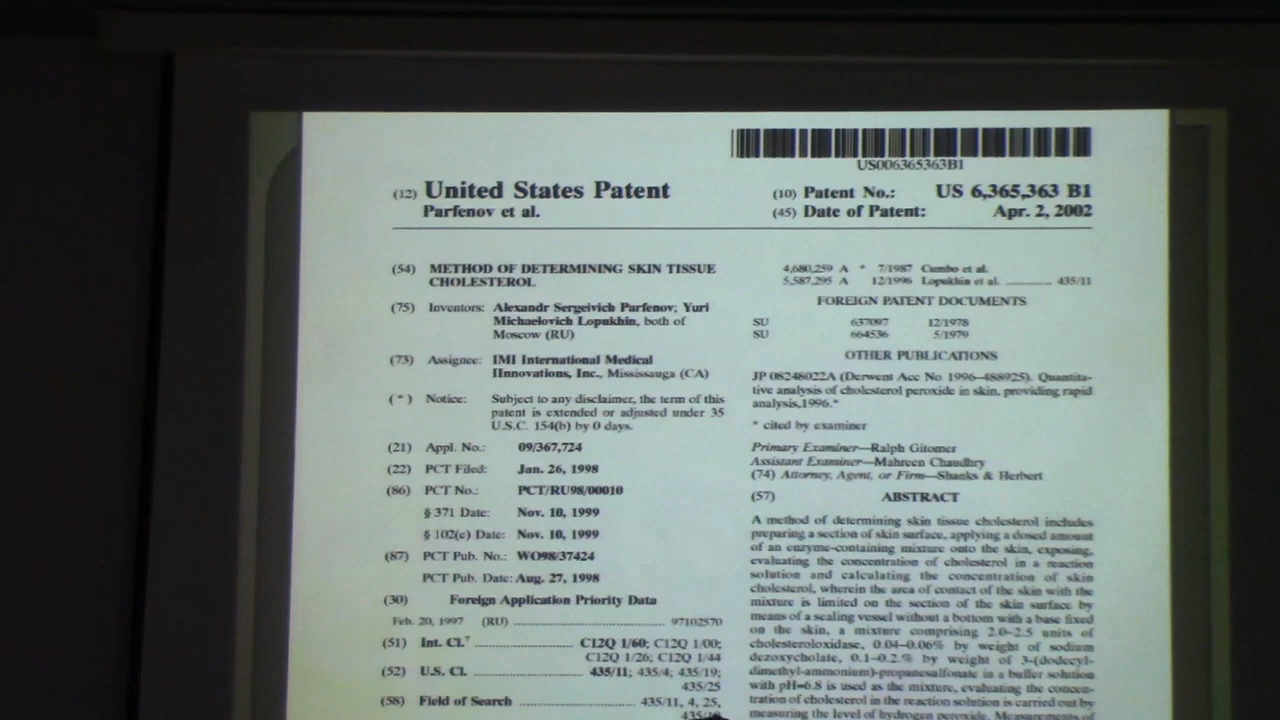 US006365363B1
(12) United States Patent
Parfenov et al.
(10) Patent No.: US 6,365,363 B1
(45) Date of Patent: Apr. 2, 2002
(54) METHOD OF DETERMINING SKIN TISSUE
CHOLESTEROL
(75) Inventors: Alexandr Sergeivich Parfenov; Yuri
Michaelovich Lopukhin, both of
Moscow (RU)
(73) Assignee: IMI International Medical
IInnovations, Inc., Mississauga (CA)
(*) Notice: Subject to any disclaimer, the term of this
patent is extended or adjusted under 35
U.S.C. 154(b) by 0 days.
(21) Appl. No.: 09/367,724
(22) PCT Filed: Jan. 26, 1998
(86) PCT No.: PCT/RU98/00010
§ 371 Date: Nov. 10, 1999
§ 102(e) Date: Nov. 10, 1999
(87) PCT Pub. No.: WO98/37424
PCT Pub. Date: Aug. 27, 1998
(30) Foreign Application Priority Data
Feb. 20, 1997 (RU) ........................................ 97102570
(51) Int. Cl.7 ........................ C12Q 1/60; C12Q 1/00;
C12Q 1/26; C12Q 1/44
(52) U.S. Cl. ........................ 435/11; 435/4; 435/19;
435/25
(58) Field of Search ........................ 435/11, 4, 25,
435/19
4,680,259 A * 7/1987 Cumbo et al.
5,587,295 A 12/1996 Lopukhin et al. ............ 435/11
FOREIGN PATENT DOCUMENTS
SU 637097 12/1978
SU 664536 5/1979
OTHER PUBLICATIONS
JP 08248022A (Derwent Acc No 1996-488925). Quantita-
tive analysis of cholesterol peroxide in skin, providing rapid
analysis,1996.*
* cited by examiner
Primary Examiner—Ralph Gitomer
Assistant Examiner—Mahreen Chaudhry
(74) Attorney, Agent, or Firm—Shanks & Herbert
(57) ABSTRACT
A method of determining skin tissue cholesterol includes
preparing a section of skin surface, applying a dosed amount
of an enzyme-containing mixture onto the skin, exposing,
evaluating the concentration of cholesterol in a reaction
solution and calculating the concentration of skin
cholesterol, wherein the area of contact of the skin with the
mixture is limited on the section of the skin surface by
means of a sealing vessel without a bottom with a base fixed
on the skin, a mixture comprising 2.0-2.5 units of
cholesteroloxidase, 0.04-0.06% by weight of sodium
dezoxycholate, 0.1-0.2.% by weight of 3-(dodecyl-
dimethyl-ammonium)-propanesulfonate in a buffer solution
with pH=6.8 is used as the mixture, evaluating the concen-
tration of cholesterol in the reaction solution is carried out by
measuring the level of hydrogen peroxide. Measurements of